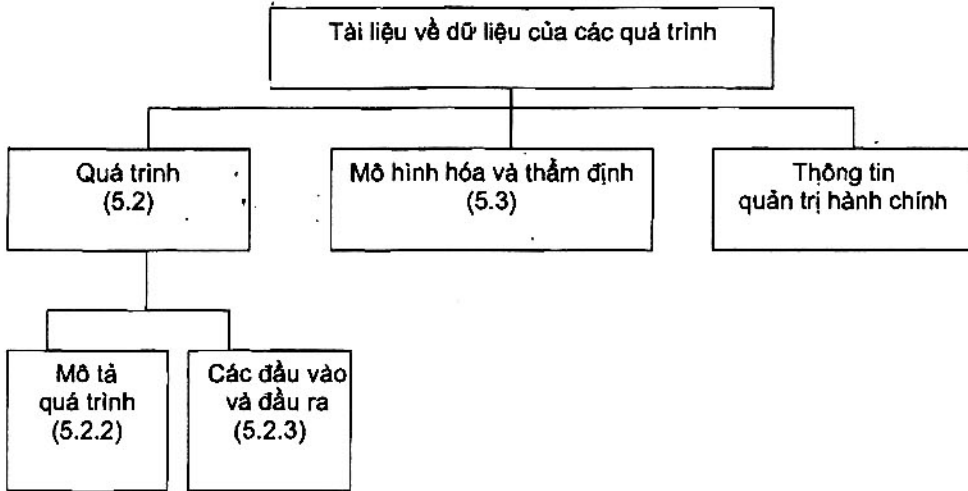 Tài liệu về dữ liệu của các quá trình
Quá trình
(5.2)
Mô hình hóa và thẩm định
(5.3)
Thông tin
quản trị hành chính
Mô tả
quá trình
(5.2.2)
Các đầu vào
và đầu ra
(5.2.3)